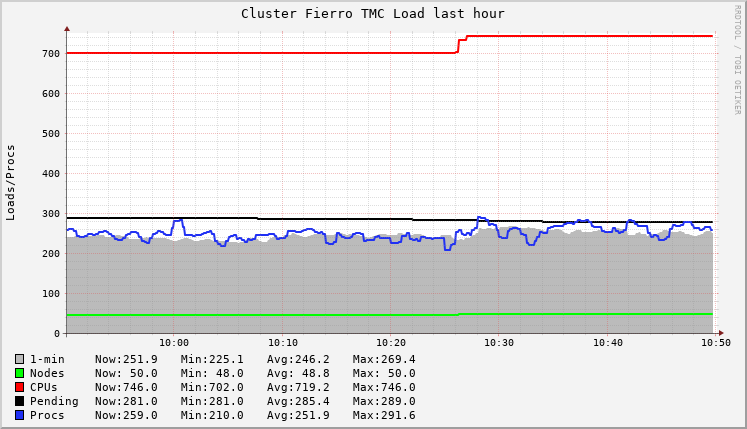 Cluster Fierro TMC Load last hour
RRDTOOL / TOBI OETIKER
Loads/Procs
700
600
500
400
300
200
100
0
10:00 10:10 10:20 10:30 10:40 10:50
1-min Now:251.9 Min:225.1 Avg:246.2 Max:269.4
Nodes Now: 50.0 Min: 48.0 Avg: 48.8 Max: 50.0
CPUs Now:746.0 Min:702.0 Avg:719.2 Max:746.0
Pending Now:281.0 Min:281.0 Avg:285.4 Max:289.0
Procs Now:259.0 Min:210.0 Avg:251.9 Max:291.6